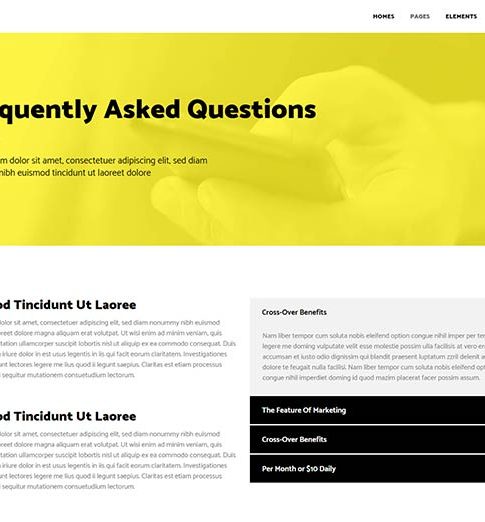 HOMES PAGES ELEMENTS
quently Asked Questions
m dolor sit amet, consectetuer adipiscing elit, sed diam
nibh euismod tincidunt ut laoreet dolore
od Tincidunt Ut Laoree
dolor sit amet, consectetuer adipiscing elit, sed diam nonummy nibh euismod
oreet dolore magna aliquam erat volutpat. Ut wisi enim ad minim veniam, quis
tation ullamcorper suscipit lobortis nisl ut aliquip ex ea commodo consequat. Duis
iriure dolor in est usus legentis in iis qui facit eorum claritatem. Investigationes
unt lectores legere me lius quod ii legunt saepius. Claritas est etiam processus
sequitur mutationem consuetudium lectorum.
od Tincidunt Ut Laoree
dolor sit amet, consectetuer adipiscing elit, sed diam nonummy nibh euismod
oreet dolore magna aliquam erat volutpat. Ut wisi enim ad minim veniam, quis
tation ullamcorper suscipit lobortis nisl ut aliquip ex ea commodo consequat. Duis
iriure dolor in est usus legentis in iis qui facit eorum claritatem. Investigationes
unt lectores legere me lius quod ii legunt saepius. Claritas est etiam processus
sequitur mutationem consuetudium lectorum.
Cross-Over Benefits
Nam liber tempor cum soluta nobis eleifend option congue nihil imper per ten
legere me doming vulputate velit esse molestie possim ulla facilisis at vero ero
accumsan et iusto odio dignissim qui blandit praesent luptatum zzril delenit a
dolore te feugait nulla facilisi. Nam liber tempor cum soluta nobis eleifend opt
congue nihil imperdiet doming id quod mazim placerat facer possim assum.
The Feature Of Marketing
Cross-Over Benefits
Per Month or $10 Daily